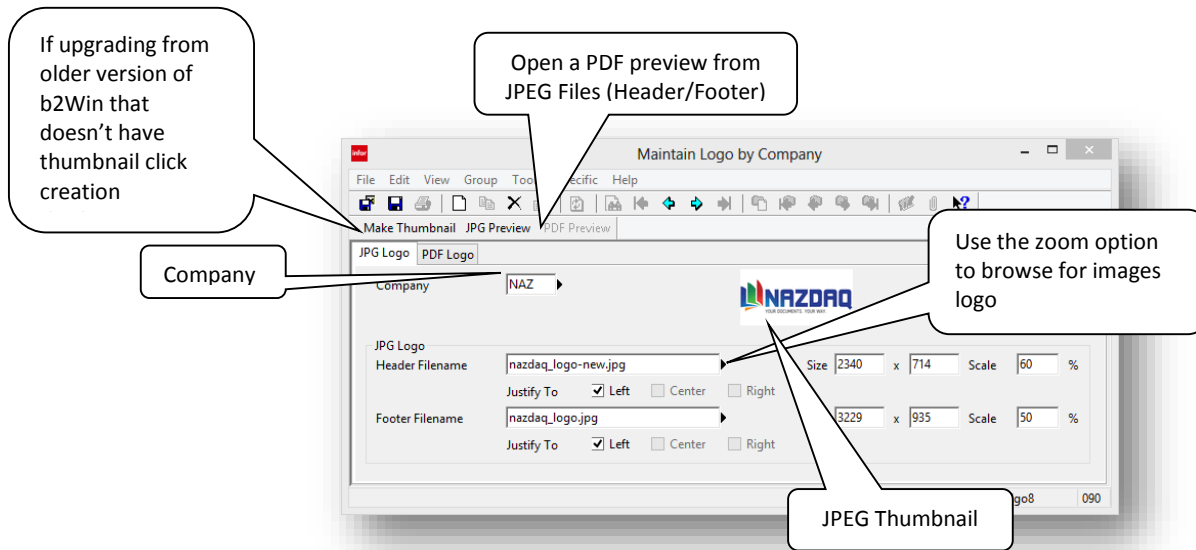 If upgrading from
older version of
b2Win that
doesn't have
thumbnail click
creation
Open a PDF preview from
JPEG Files (Header/Footer)
infor
Maintain Logo by Company
File Edit View Group Specific Help
Make Thumbnail JPG Preview PDF Preview
JPG Logo PDF Logo
Company
Company NAZ
NAZDAQ
YOUR DOCUMENTS. YOUR WAY.
Use the zoom option
to browse for images
logo
JPG Logo
Header Filename nazdaq_logo-new.jpg Size 2340 x 714 Scale 60 %
Justify To Left Center Right
Footer Filename nazdaq_logo.jpg 3229 x 935 Scale 50 %
Justify To Left Center Right
JPEG Thumbnail
090